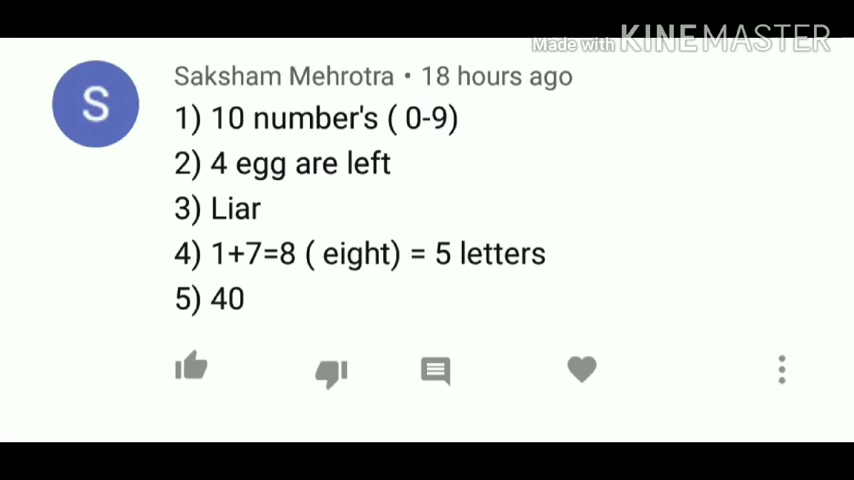 Made with KINEMASTER
S
Saksham Mehrotra • 18 hours ago
1) 10 number's ( 0-9)
2) 4 egg are left
3) Liar
4) 1+7=8 ( eight) = 5 letters
5) 40